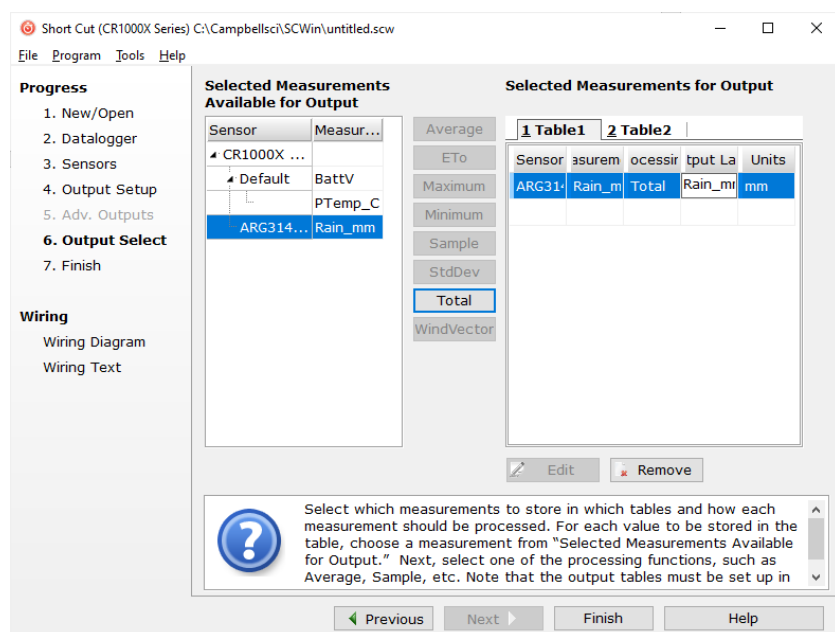 Short Cut (CR1000X Series) C:\Campbellsci\SCWin\untitled.scw
File Program Tools Help
Progress
1. New/Open
2. Datalogger
3. Sensors
4. Output Setup
5. Adv. Outputs
6. Output Select
7. Finish
Wiring
Wiring Diagram
Wiring Text
Selected Measurements
Available for Output
Sensor Measur...
CR1000X ...
Default BattV
PTemp_C
ARG314... Rain_mm
Average
ETo
Maximum
Minimum
Sample
StdDev
Total
WindVector
Selected Measurements for Output
1 Table1 2 Table2
Sensor asurem ocessin tput La Units
ARG314 Rain_m Total Rain_mr mm
Edit Remove
Select which measurements to store in which tables and how each
measurement should be processed. For each value to be stored in the
table, choose a measurement from “Selected Measurements Available
for Output.” Next, select one of the processing functions, such as
Average, Sample, etc. Note that the output tables must be set up in
Previous Next Finish Help